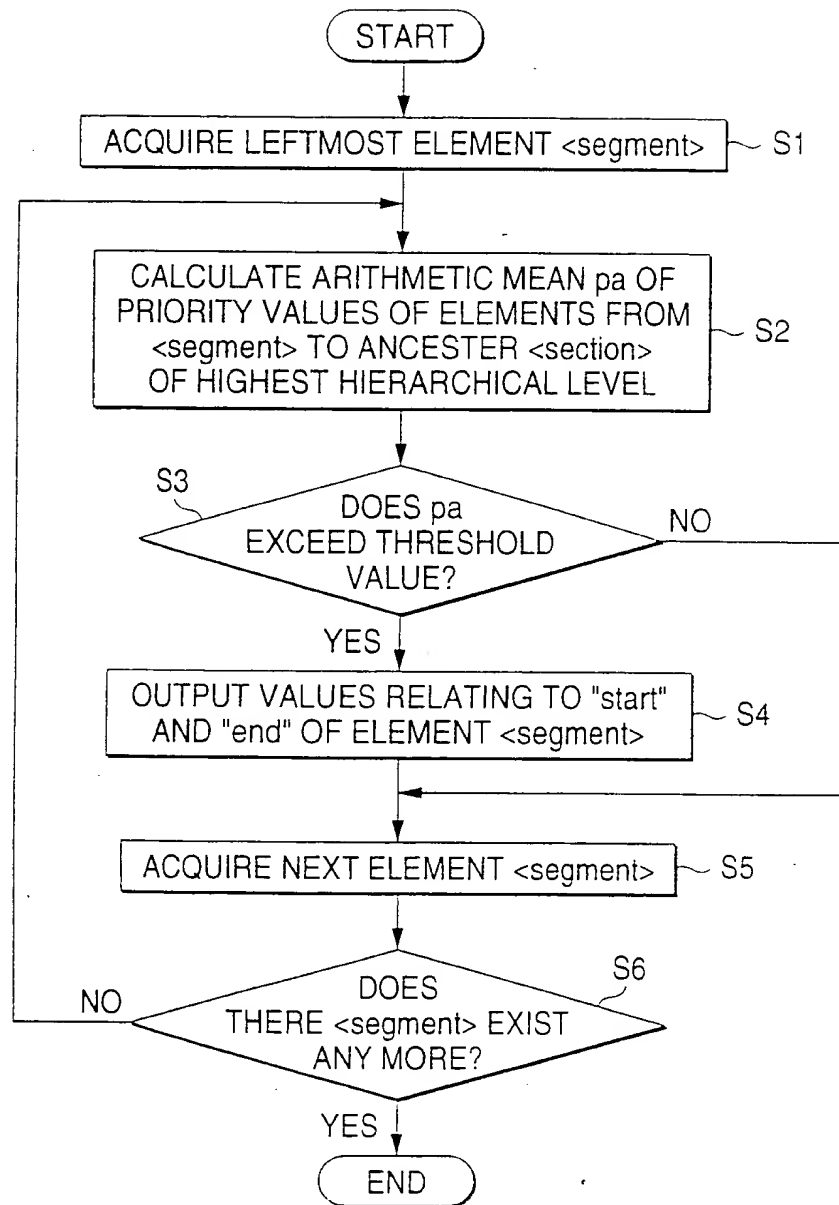 START
ACQUIRE LEFTMOST ELEMENT <segment>
S1
CALCULATE ARITHMETIC MEAN pa OF
PRIORITY VALUES OF ELEMENTS FROM
<segment> TO ANCESTER <section>
OF HIGHEST HIERARCHICAL LEVEL
S2
S3
DOES pa
EXCEED THRESHOLD
VALUE?
NO
YES
OUTPUT VALUES RELATING TO "start"
AND "end" OF ELEMENT <segment>
S4
ACQUIRE NEXT ELEMENT <segment>
S5
S6
NO
DOES
THERE <segment> EXIST
ANY MORE?
YES
END